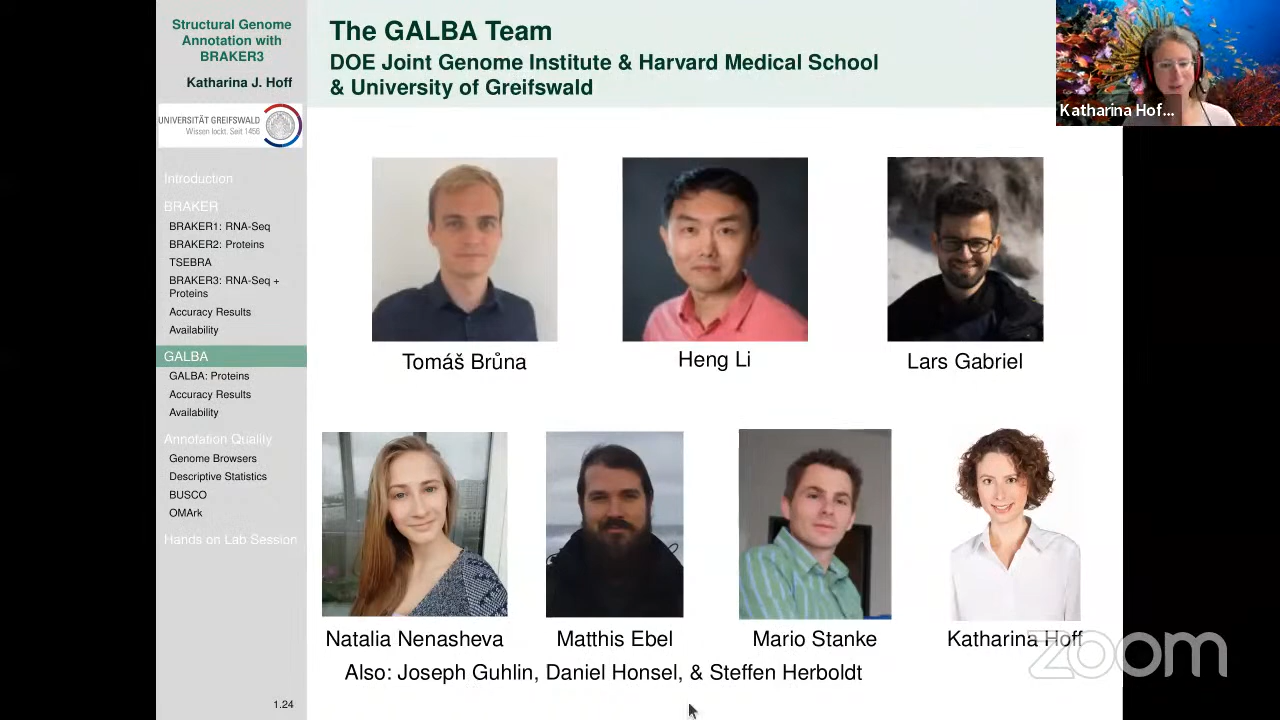 Structural Genome
Annotation with
BRAKER3
Katharina J. Hoff
UNIVERSITÄT GREIFSWALD
Wissen lockt. Seit 1456
Introduction
BRAKER
BRAKER1: RNA-Seq
BRAKER2: Proteins
TSEBRA
BRAKER3: RNA-Seq +
Proteins
Accuracy Results
Availability
GALBA
GALBA: Proteins
Accuracy Results
Availability
Annotation Quality
Genome Browsers
Descriptive Statistics
BUSCO
OMArk
Hands on Lab Session
1.24
The GALBA Team
DOE Joint Genome Institute & Harvard Medical School
& University of Greifswald
Katharina Hof...
Tomáš Brůna
Heng Li
Lars Gabriel
Natalia Nenasheva
Matthis Ebel
Mario Stanke
Katharina Hoff
Also: Joseph Guhlin, Daniel Honsel, & Steffen Herboldt
zoom